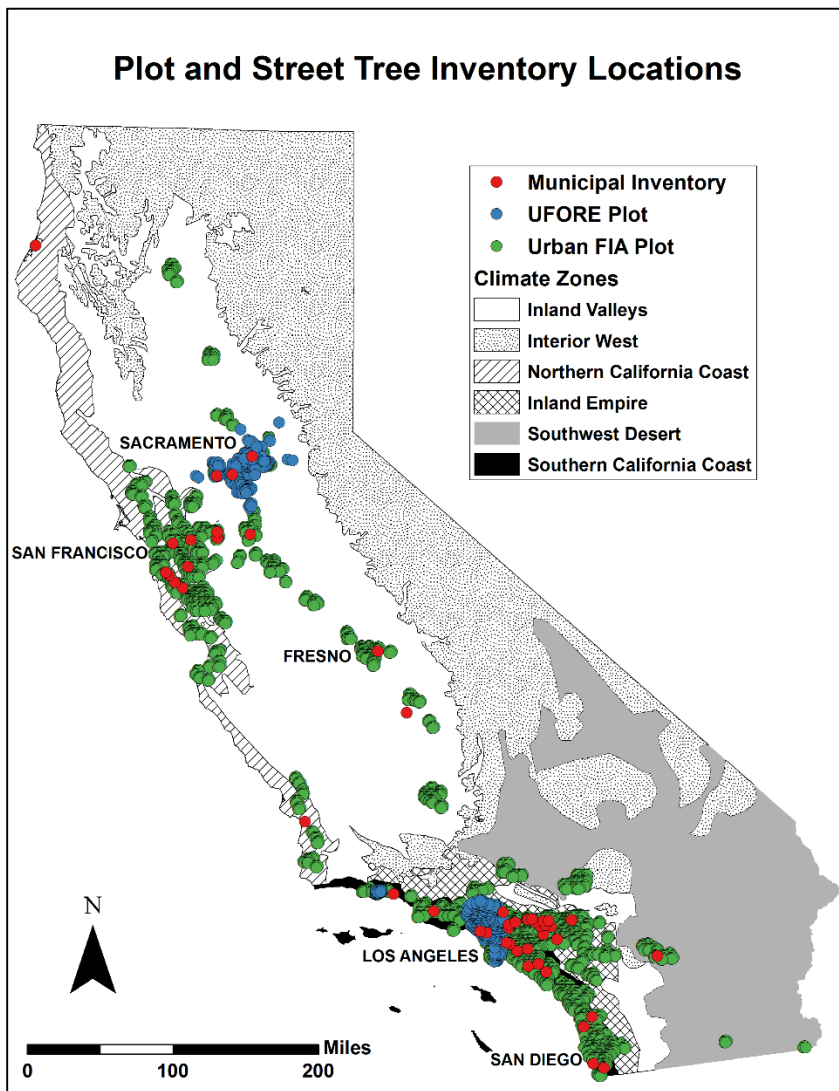 Plot and Street Tree Inventory Locations
Municipal Inventory
UFORE Plot
Urban FIA Plot
Climate Zones
Inland Valleys
Interior West
Northern California Coast
Inland Empire
Southwest Desert
Southern California Coast
SACRAMENTO
SAN FRANCISCO
FRESNO
LOS ANGELES
SAN DIEGO
N
Miles
0 100 200